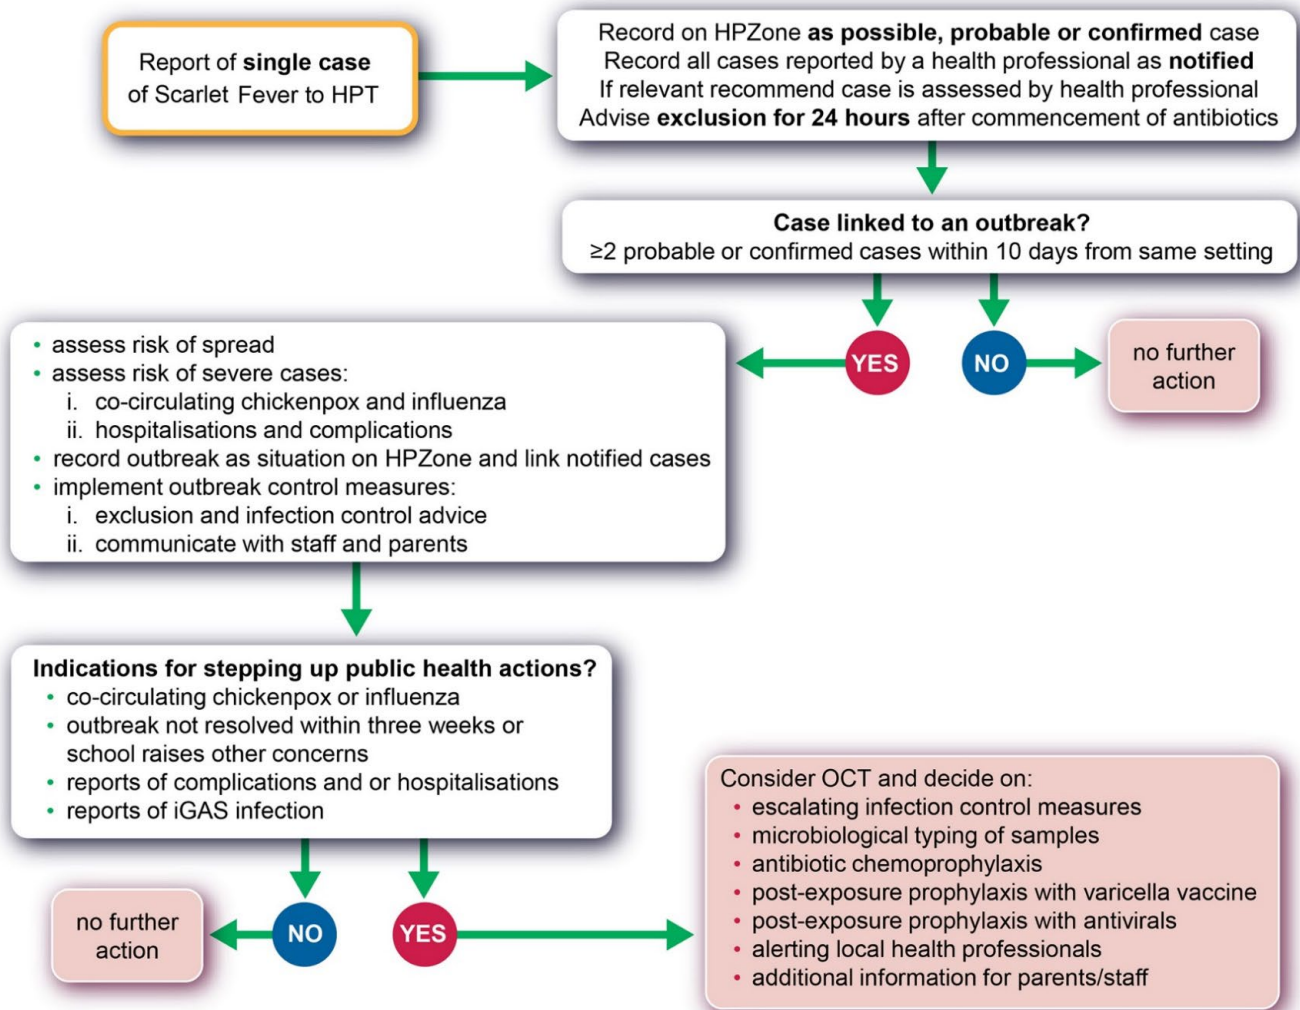 Report of single case
of Scarlet Fever to HPT
Record on HPZone as possible, probable or confirmed case
Record all cases reported by a health professional as notified
If relevant recommend case is assessed by health professional
Advise exclusion for 24 hours after commencement of antibiotics
Case linked to an outbreak?
≥2 probable or confirmed cases within 10 days from same setting
YES
NO
no further
action
• assess risk of spread
• assess risk of severe cases:
i. co-circulating chickenpox and influenza
ii. hospitalisations and complications
• record outbreak as situation on HPZone and link notified cases
• implement outbreak control measures:
i. exclusion and infection control advice
ii. communicate with staff and parents
Indications for stepping up public health actions?
• co-circulating chickenpox or influenza
• outbreak not resolved within three weeks or
school raises other concerns
• reports of complications and or hospitalisations
• reports of iGAS infection
no further
action
NO
YES
Consider OCT and decide on:
• escalating infection control measures
• microbiological typing of samples
• antibiotic chemoprophylaxis
• post-exposure prophylaxis with varicella vaccine
• post-exposure prophylaxis with antivirals
• alerting local health professionals
• additional information for parents/staff